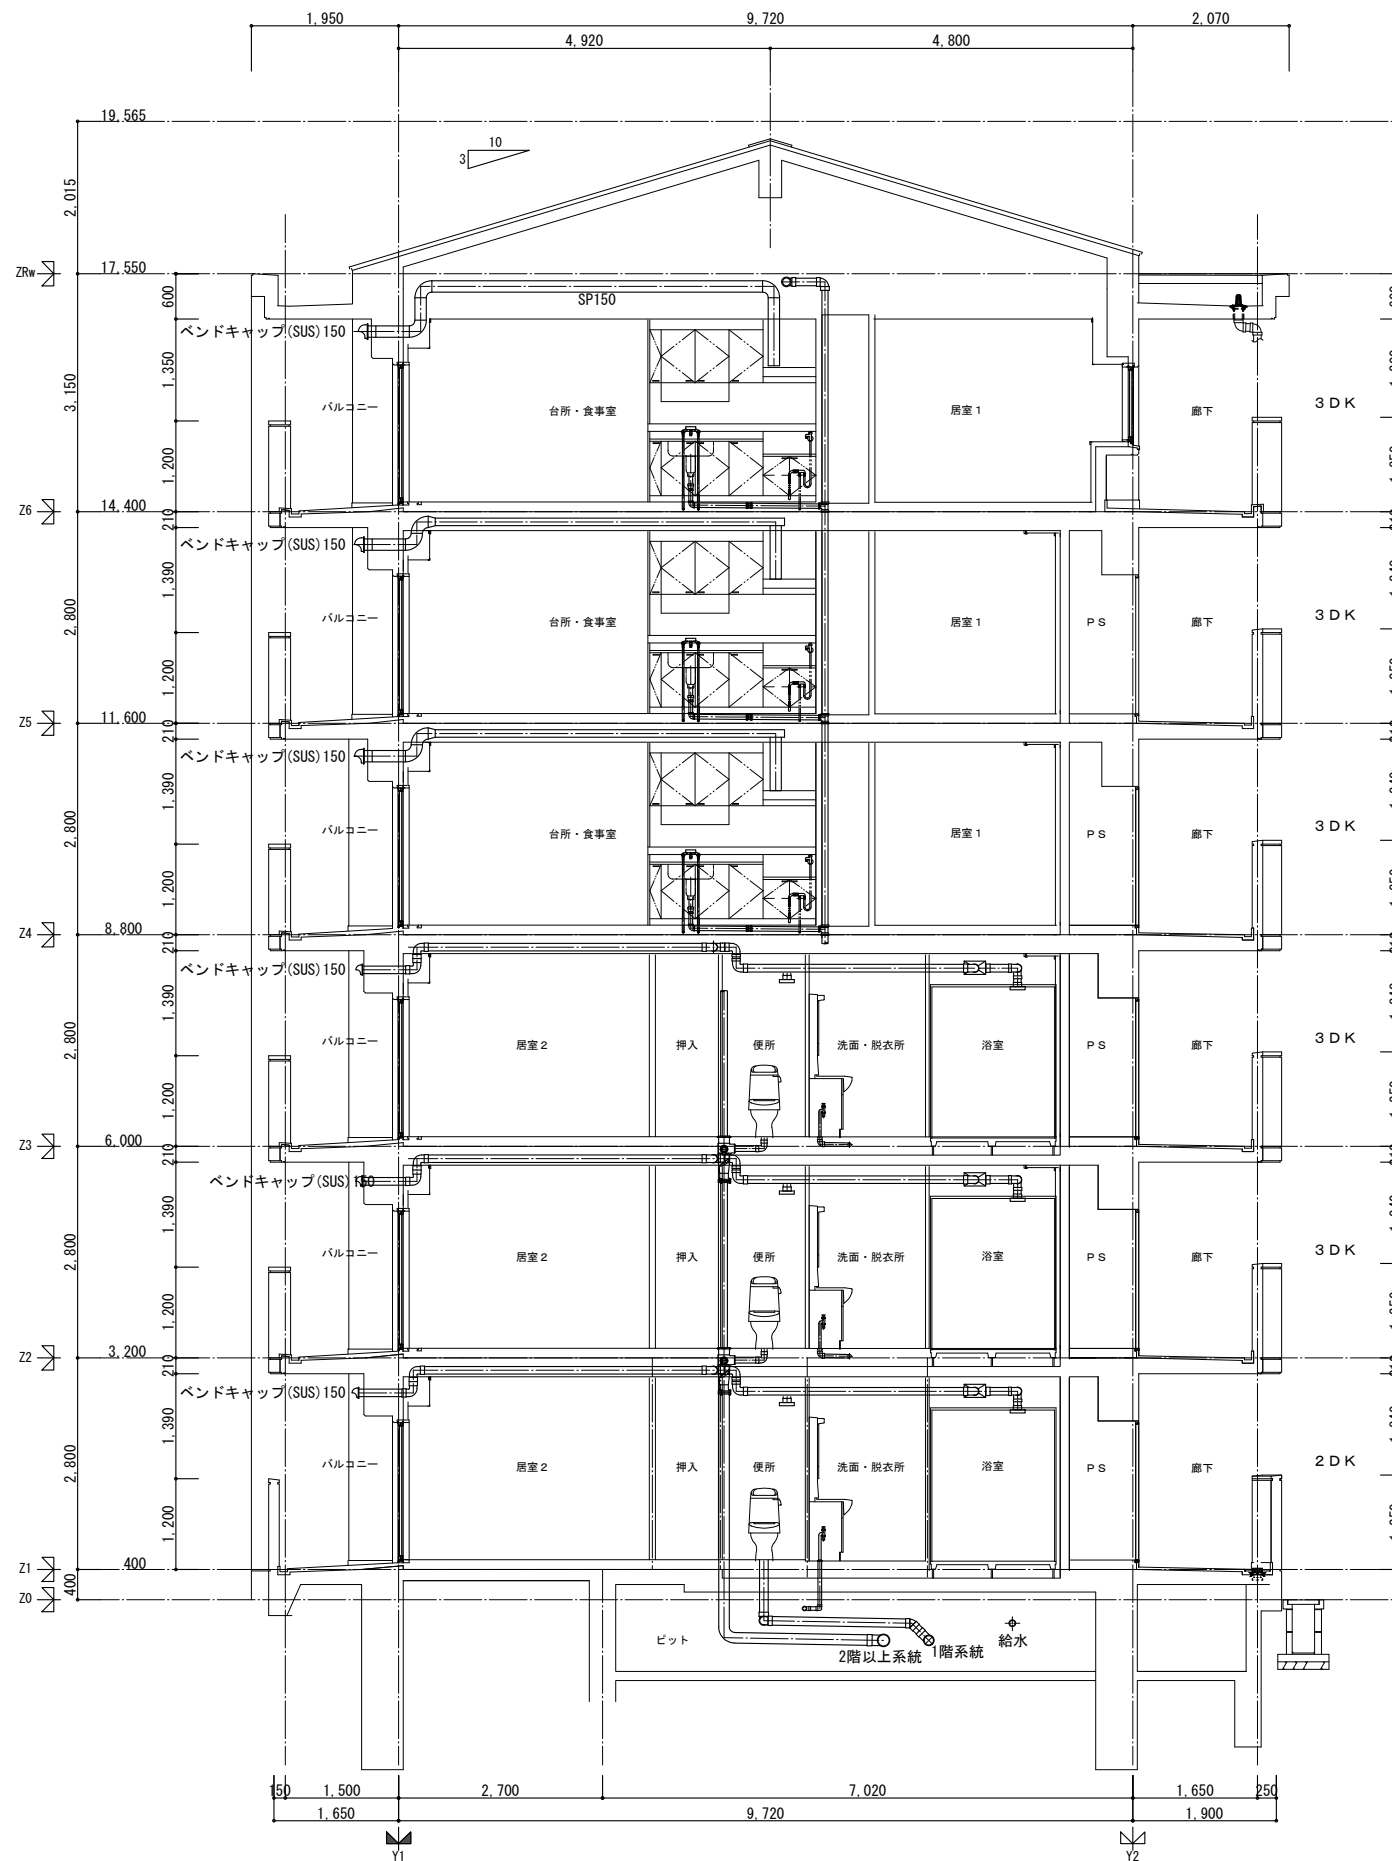 1,950 9,720 2,070
4,920 4,800
19,565
10
3
2,015
ZRw 17,550
600
SP150
ベンドキャップ(SUS)150
1,350
3,150
バルコニー 台所・食事室 居室1 廊下 3DK
1,200
Z6 14,400
210
ベンドキャップ(SUS)150
1,390
2,800
バルコニー 台所・食事室 居室1 PS 廊下 3DK
1,200
Z5 11,600
210
ベンドキャップ(SUS)150
1,390
2,800
バルコニー 台所・食事室 居室1 PS 廊下 3DK
1,200
Z4 8,800
210
ベンドキャップ(SUS)150
1,390
2,800
バルコニー 居室2 押入 便所 洗面・脱衣所 浴室 PS 廊下 3DK
1,200
Z3 6,000
210
ベンドキャップ(SUS)150
1,390
2,800
バルコニー 居室2 押入 便所 洗面・脱衣所 浴室 PS 廊下 3DK
1,200
Z2 3,200
210
ベンドキャップ(SUS)150
1,390
2,800
バルコニー 居室2 押入 便所 洗面・脱衣所 浴室 PS 廊下 2DK
1,200
Z1 400
400
Z0
ピット 2階以上系統 1階系統 給水
150 1,500 2,700 7,020 1,650 250
1,650 9,720 1,900
Y1 Y2